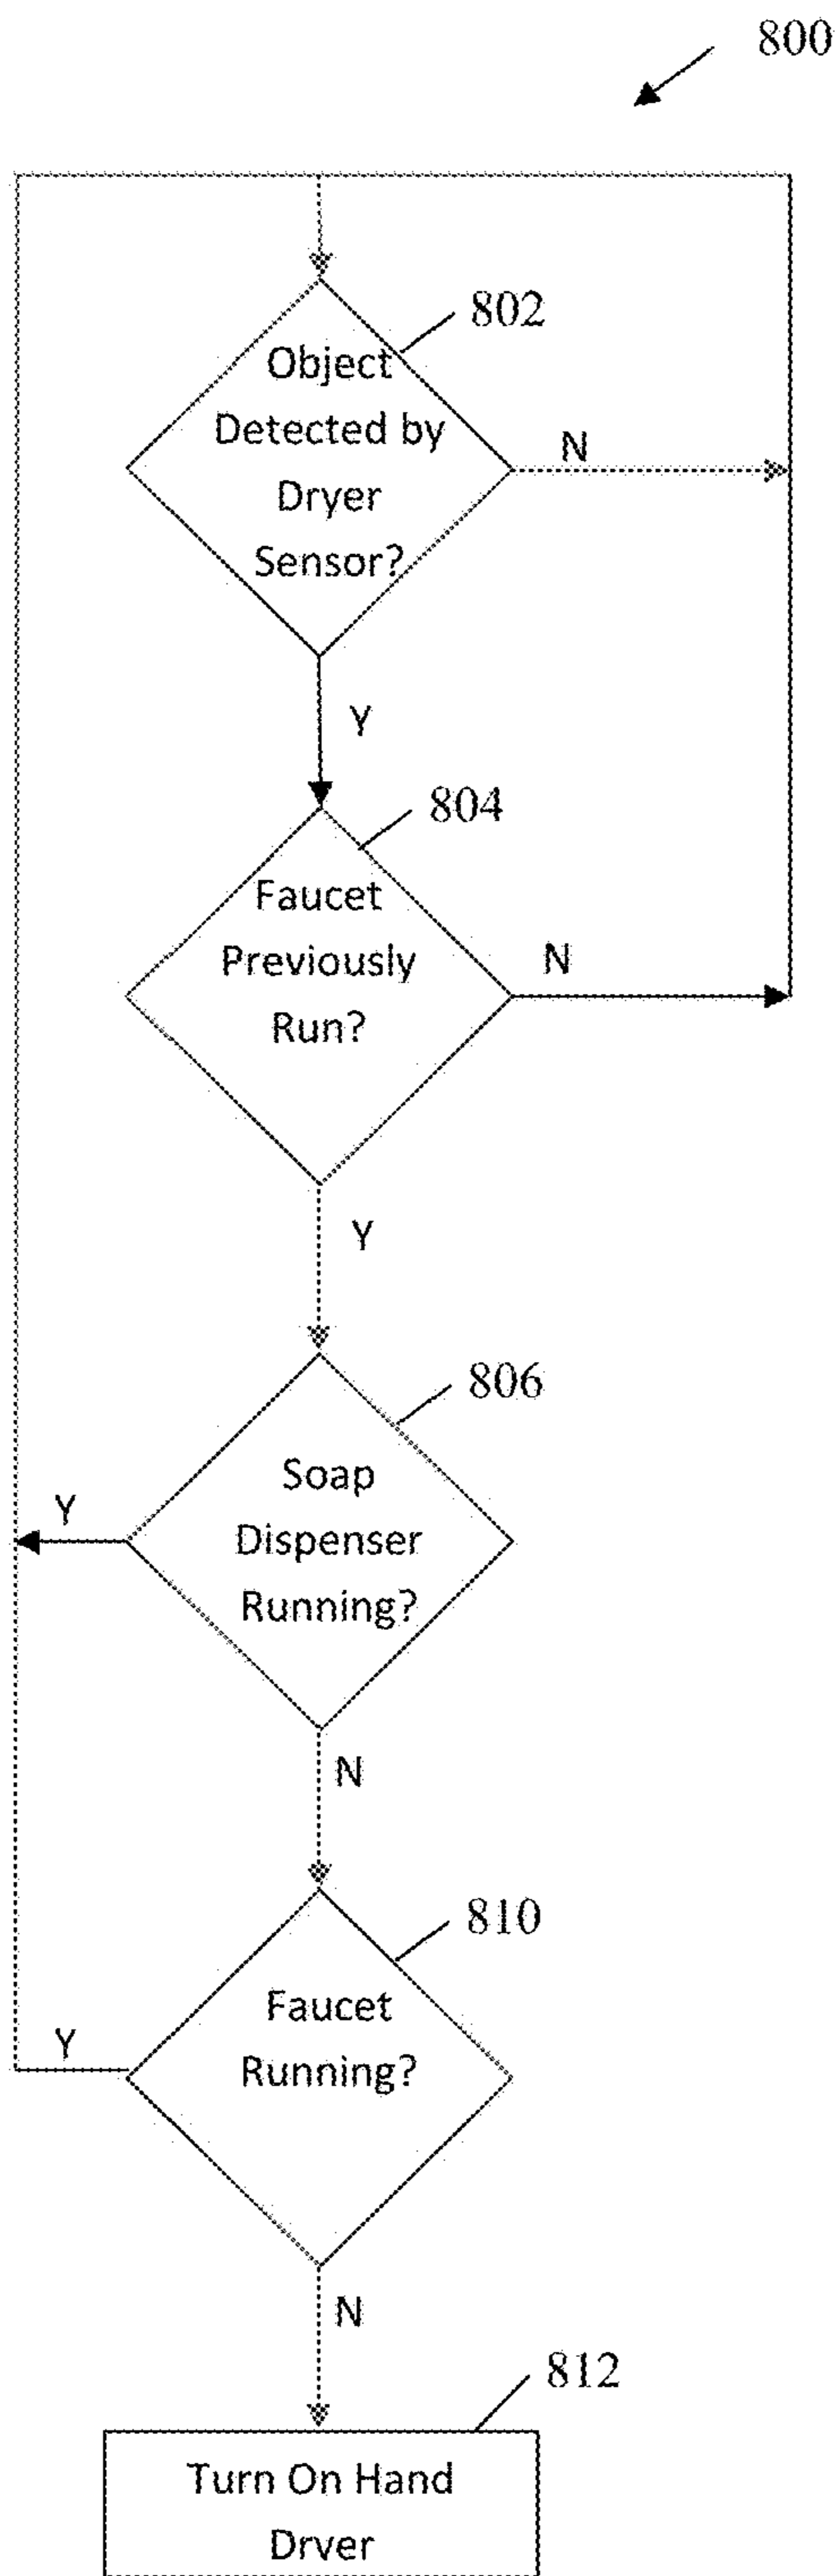 800
802
Object
Detected by
Dryer
Sensor?
N
Y
804
Faucet
Previously
Run?
N
Y
806
Soap
Dispenser
Running?
Y
N
810
Faucet
Running?
Y
N
812
Turn On Hand
Dryer